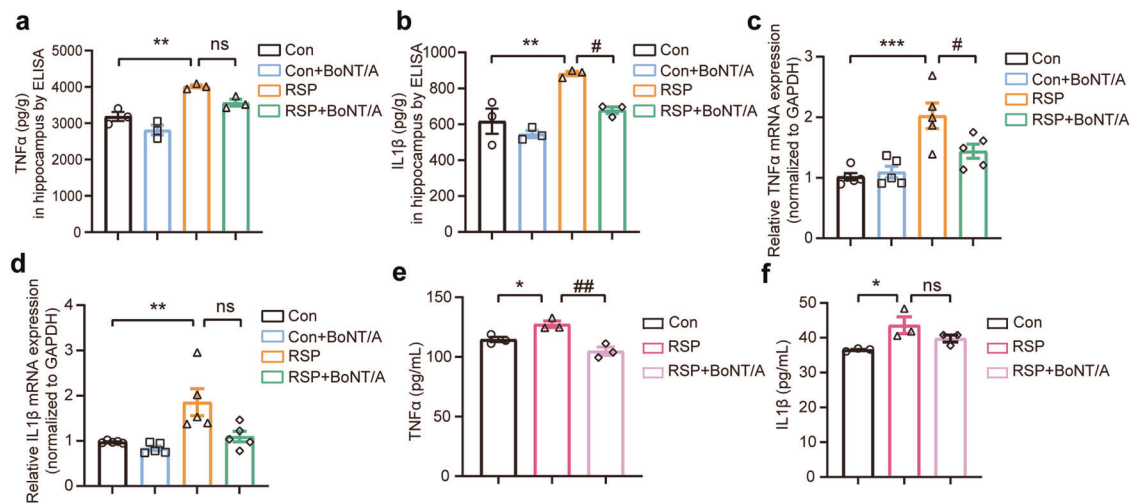 a
TNFα (pg/g)
in hippocampus by ELISA
5000
4000
3000
2000
1000
0
**
ns
Con
Con+BoNT/A
RSP
RSP+BoNT/A
b
IL1β (pg/g)
in hippocampus by ELISA
1000
800
600
400
200
0
**
#
Con
Con+BoNT/A
RSP
RSP+BoNT/A
c
Relative TNFα mRNA expression
(normalized to GAPDH)
3
2
1
0
***
#
Con
Con+BoNT/A
RSP
RSP+BoNT/A
d
Relative IL1β mRNA expression
(normalized to GAPDH)
4
3
2
1
0
**
ns
Con
Con+BoNT/A
RSP
RSP+BoNT/A
e
TNFα (pg/mL)
150
100
50
0
*
##
Con
RSP
RSP+BoNT/A
f
IL1β (pg/mL)
50
40
30
20
10
0
*
ns
Con
RSP
RSP+BoNT/A